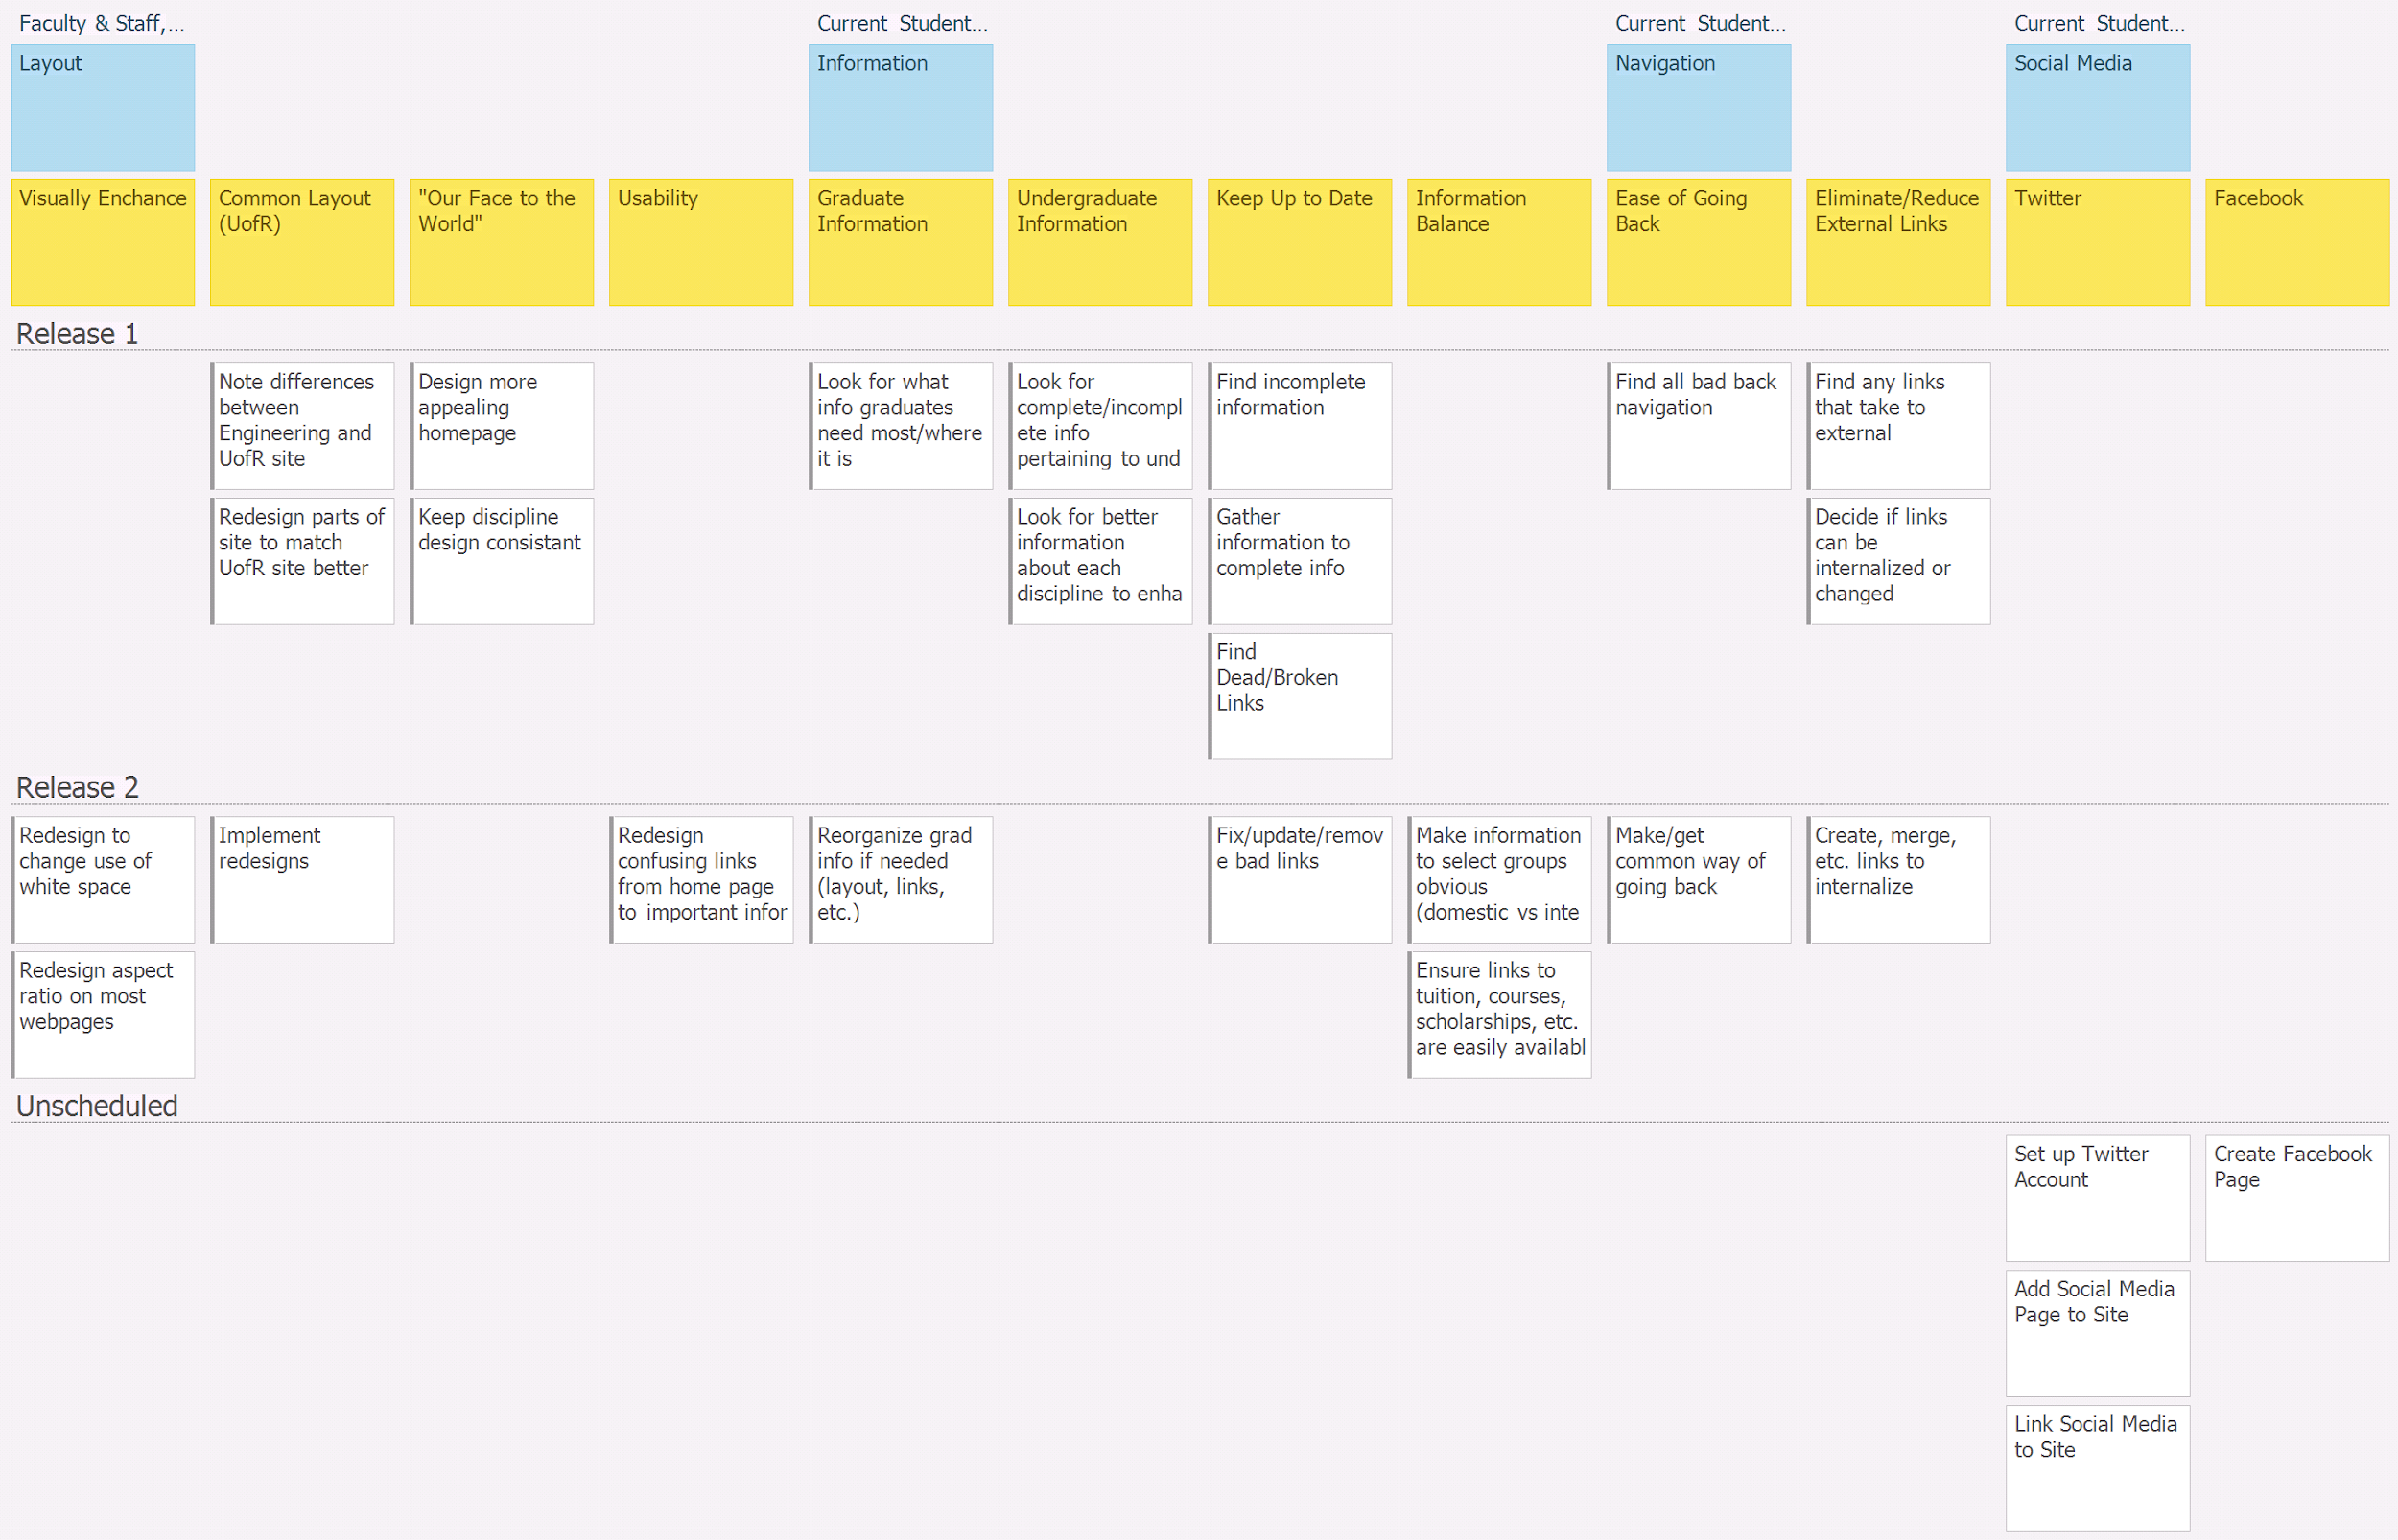 Faculty & Staff,...
Current Student...
Current Student...
Current Student...
Layout
Information
Navigation
Social Media
Visually Enchance
Common Layout
(UofR)
"Our Face to the
World"
Usability
Graduate
Information
Undergraduate
Information
Keep Up to Date
Information
Balance
Ease of Going
Back
Eliminate/Reduce
External Links
Twitter
Facebook
Release 1
Note differences
between
Engineering and
UofR site
Design more
appealing
homepage
Look for what
info graduates
need most/where
it is
Look for
complete/incompl
ete info
pertaining to und
Find incomplete
information
Find all bad back
navigation
Find any links
that take to
external
Redesign parts of
site to match
UofR site better
Keep discipline
design consistant
Look for better
information
about each
discipline to enha
Gather
information to
complete info
Decide if links
can be
internalized or
changed
Find
Dead/Broken
Links
Release 2
Redesign to
change use of
white space
Implement
redesigns
Redesign
confusing links
from home page
to important infor
Reorganize grad
info if needed
(layout, links,
etc.)
Fix/update/remov
e bad links
Make information
to select groups
obvious
(domestic vs inte
Make/get
common way of
going back
Create, merge,
etc. links to
internalize
Redesign aspect
ratio on most
webpages
Ensure links to
tuition, courses,
scholarships, etc.
are easily availabl
Unscheduled
Set up Twitter
Account
Create Facebook
Page
Add Social Media
Page to Site
Link Social Media
to Site